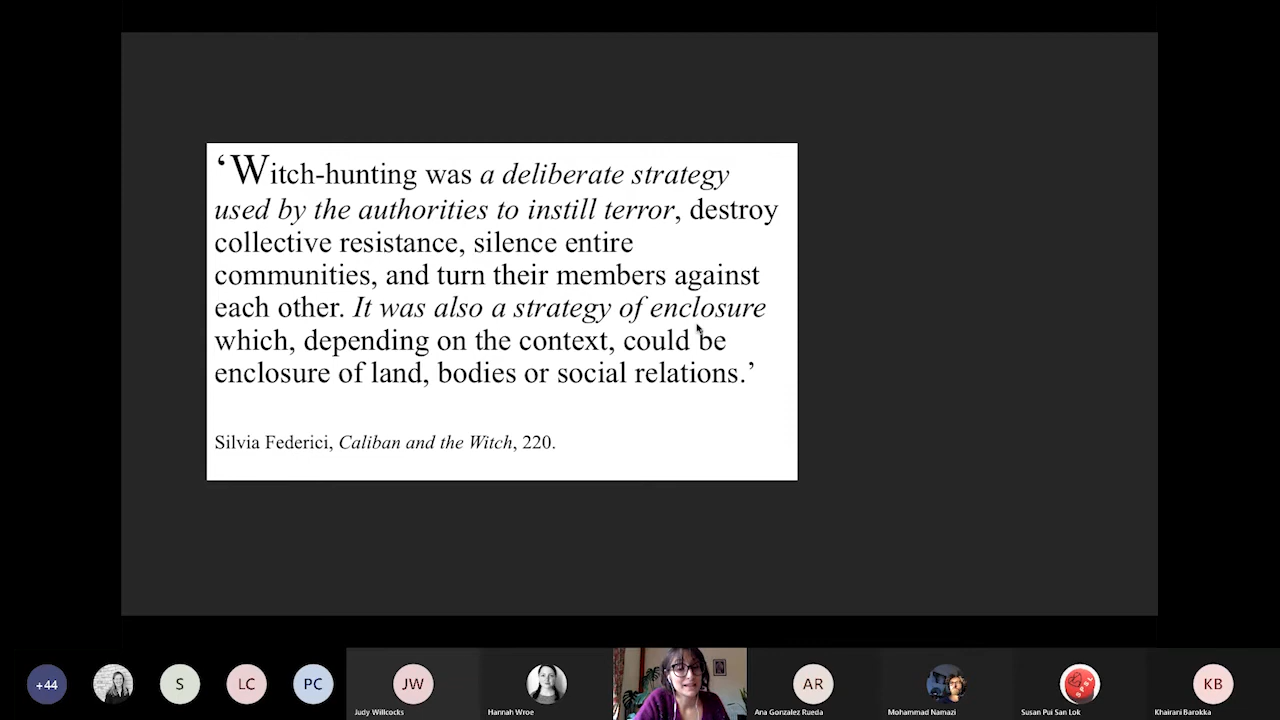 ‘Witch-hunting was a deliberate strategy
used by the authorities to instill terror, destroy
collective resistance, silence entire
communities, and turn their members against
each other. It was also a strategy of enclosure
which, depending on the context, could be
enclosure of land, bodies or social relations.’
Silvia Federici, Caliban and the Witch, 220.
+44
S
LC
PC
JW
AR
KB
Judy Willcocks
Hannah Wroe
Ana Gonzalez Rueda
Mohammad Namazi
Susan Pui San Lok
Khairani Barokka